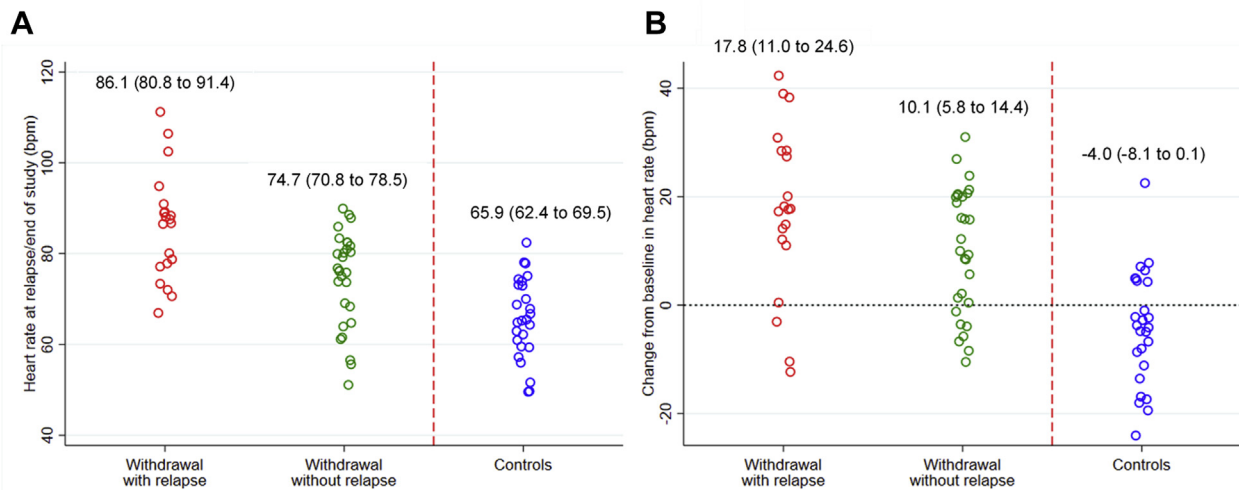 A
Heart rate at relapse/end of study (bpm)
120
100
80
60
40
86.1 (80.8 to 91.4)
74.7 (70.8 to 78.5)
65.9 (62.4 to 69.5)
Withdrawal
with relapse
Withdrawal
without relapse
Controls
B
Change from baseline in heart rate (bpm)
40
20
0
-20
17.8 (11.0 to 24.6)
10.1 (5.8 to 14.4)
-4.0 (-8.1 to 0.1)
Withdrawal
with relapse
Withdrawal
without relapse
Controls